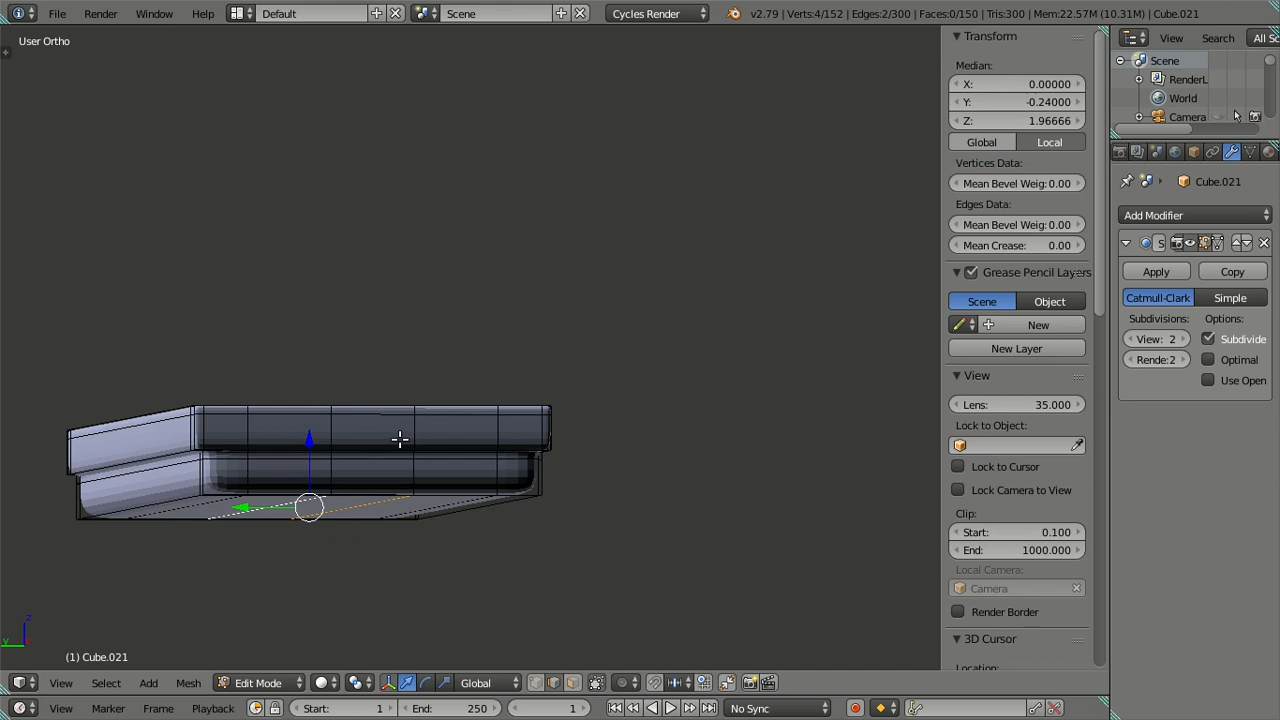 File Render Window Help Default Scene Cycles Render v2.79 | Verts:4/152 | Edges:2/300 | Faces:0/150 | Tris:300 | Mem:22.57M (10.31M) | Cube.021
User Ortho
Transform
Median:
X: 0.00000
Y: -0.24000
Z: 1.96666
Global Local
Vertices Data:
Mean Bevel Weig: 0.00
Edges Data:
Mean Bevel Weig: 0.00
Mean Crease: 0.00
Grease Pencil Layers
Scene Object
New
New Layer
View
Lens: 35.000
Lock to Object:
Lock to Cursor
Lock Camera to View
Clip:
Start: 0.100
End: 1000.000
Local Camera:
Camera
Render Border
3D Cursor
Location:
View Search All Sc
Scene
RenderL
World
Camera
Cube.021
Add Modifier
S
Apply Copy
Catmull-Clark Simple
Subdivisions: Options:
View: 2 Subdivide
Rende: 2 Optimal
Use Open
(1) Cube.021
View Select Add Mesh Edit Mode Global
View Marker Frame Playback Start: 1 End: 250 1 No Sync
z
y